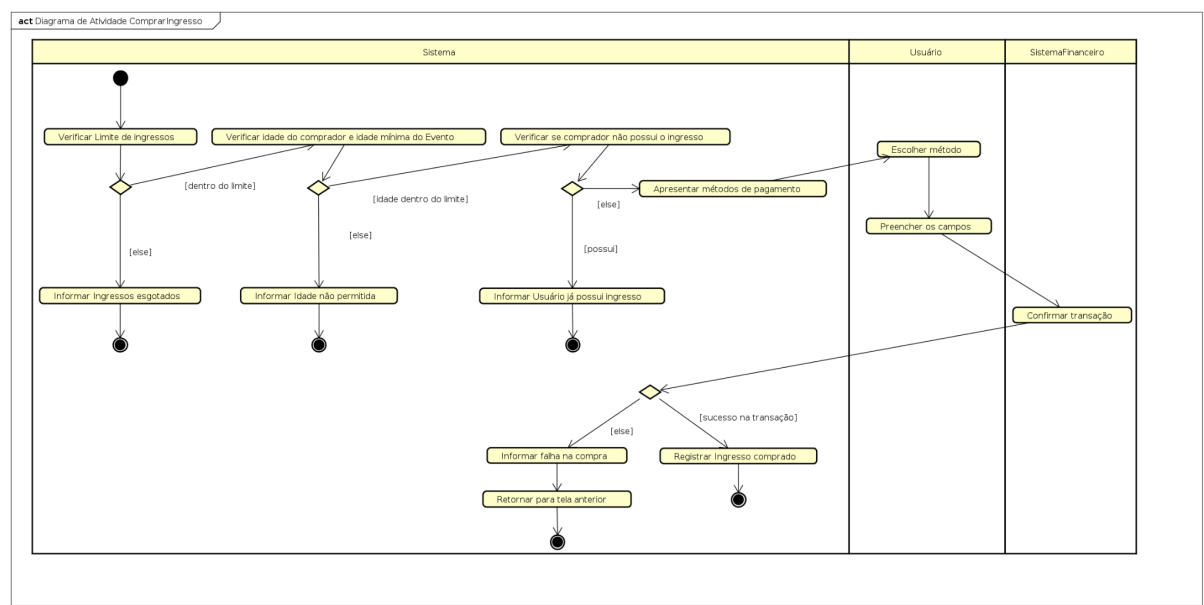 act Diagrama de Atividade ComprarIngresso
Sistema
Usuário
SistemaFinanceiro
Verificar Limite de ingressos
Verificar idade do comprador e idade mínima do Evento
Verificar se comprador não possui o ingresso
Escolher método
[dentro do limite]
Apresentar métodos de pagamento
[idade dentro do limite]
[else]
Preencher os campos
[else]
[possui]
[else]
Informar Ingressos esgotados
Informar Idade não permitida
Informar Usuário já possui ingresso
Confirmar transação
[sucesso na transação]
[else]
Informar falha na compra
Registrar Ingresso comprado
Retornar para tela anterior